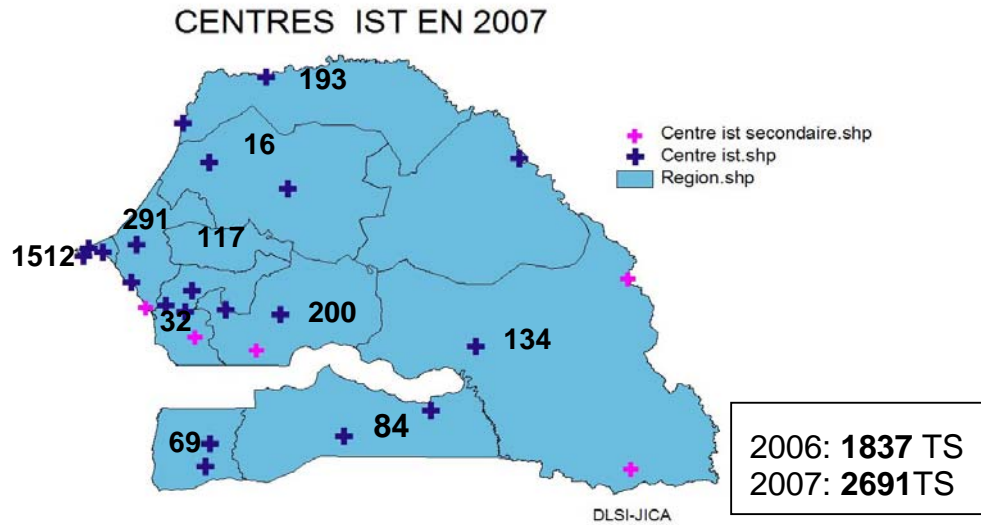 CENTRES IST EN 2007
193
16
Centre ist secondaire.shp
Centre ist.shp
Region.shp
291
117
1512
32
200
134
69
84
2006: 1837 TS
2007: 2691TS
DLSI-JICA